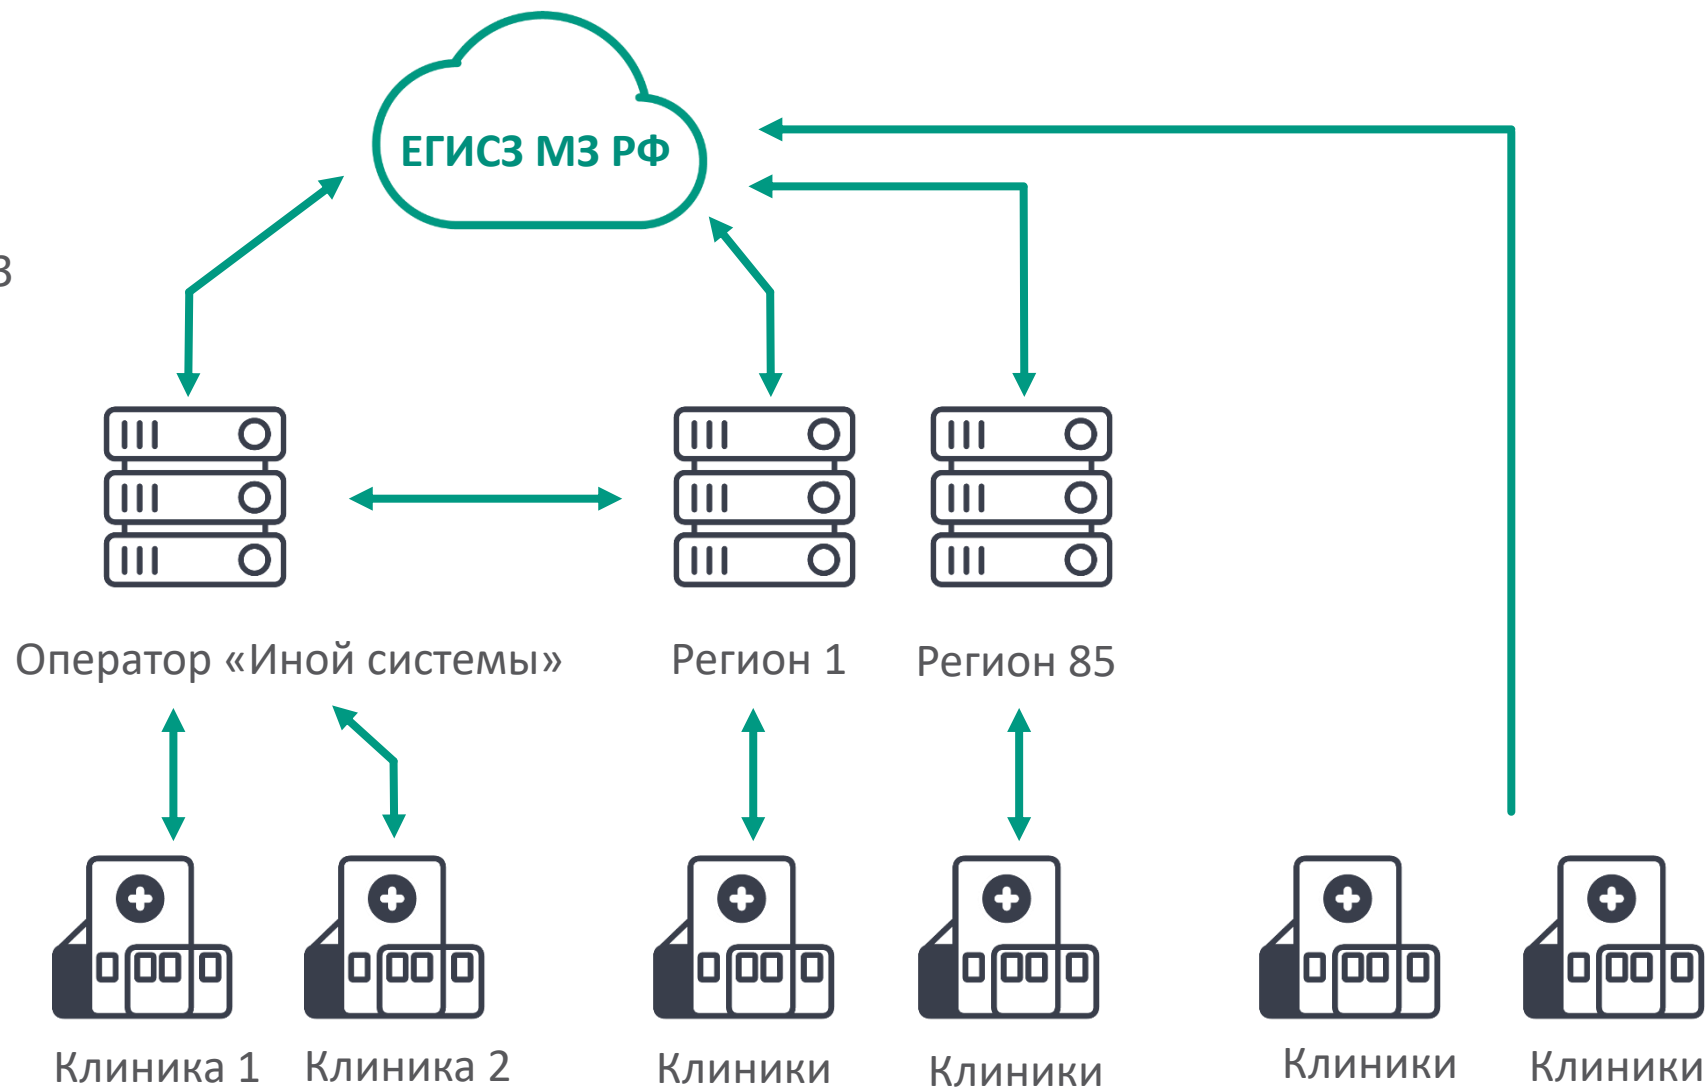 ЕГИСЗ МЗ РФ
Оператор «Иной системы»
Регион 1
Регион 85
Клиника 1
Клиника 2
Клиники
Клиники
Клиники
Клиники